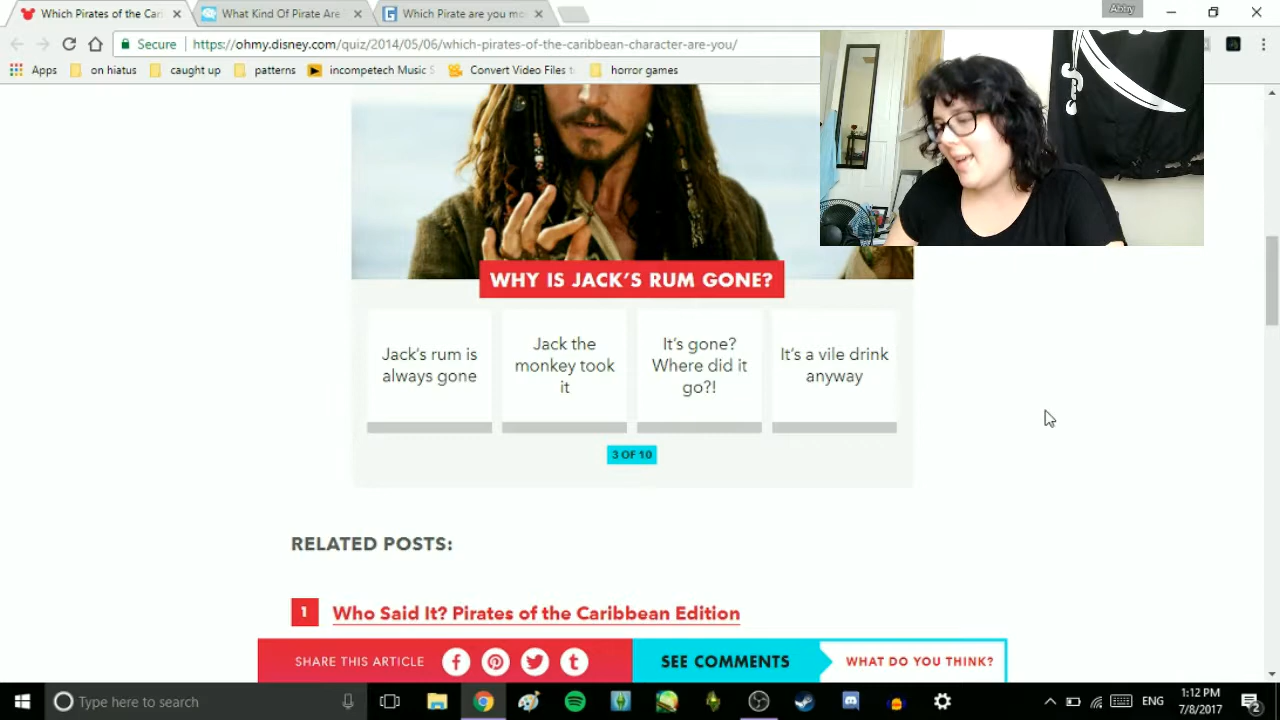 Which Pirates of the Cari
What Kind Of Pirate Are
Which Pirate are you mo
Abby
Secure
https://ohmy.disney.com/quiz/2014/05/06/which-pirates-of-the-caribbean-character-are-you/
Apps
on hiatus
caught up
patterns
incompetech Music S
Convert Video Files t
horror games
WHY IS JACK'S RUM GONE?
Jack's rum is
always gone
Jack the
monkey took
it
It's gone?
Where did it
go?!
It's a vile drink
anyway
3 OF 10
RELATED POSTS:
1 Who Said It? Pirates of the Caribbean Edition
SHARE THIS ARTICLE
SEE COMMENTS
WHAT DO YOU THINK?
Type here to search
ENG
1:12 PM
7/8/2017
2